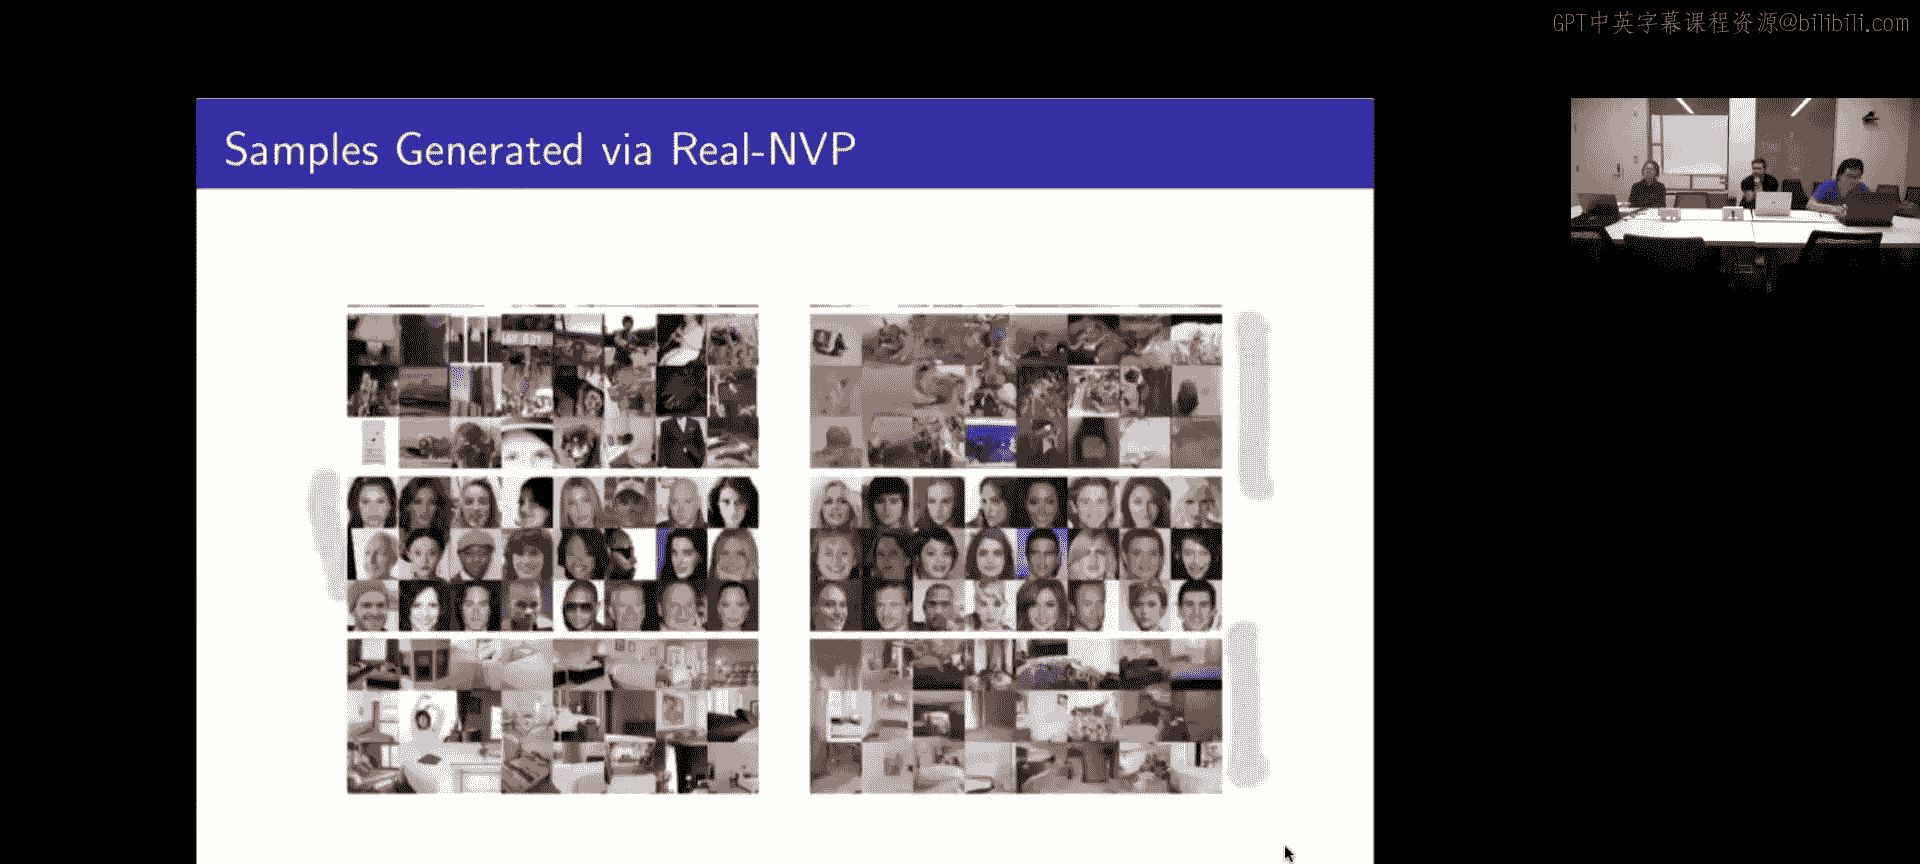 GPT中英字幕课程资源@bilibili.com
Samples Generated via Real-NVP